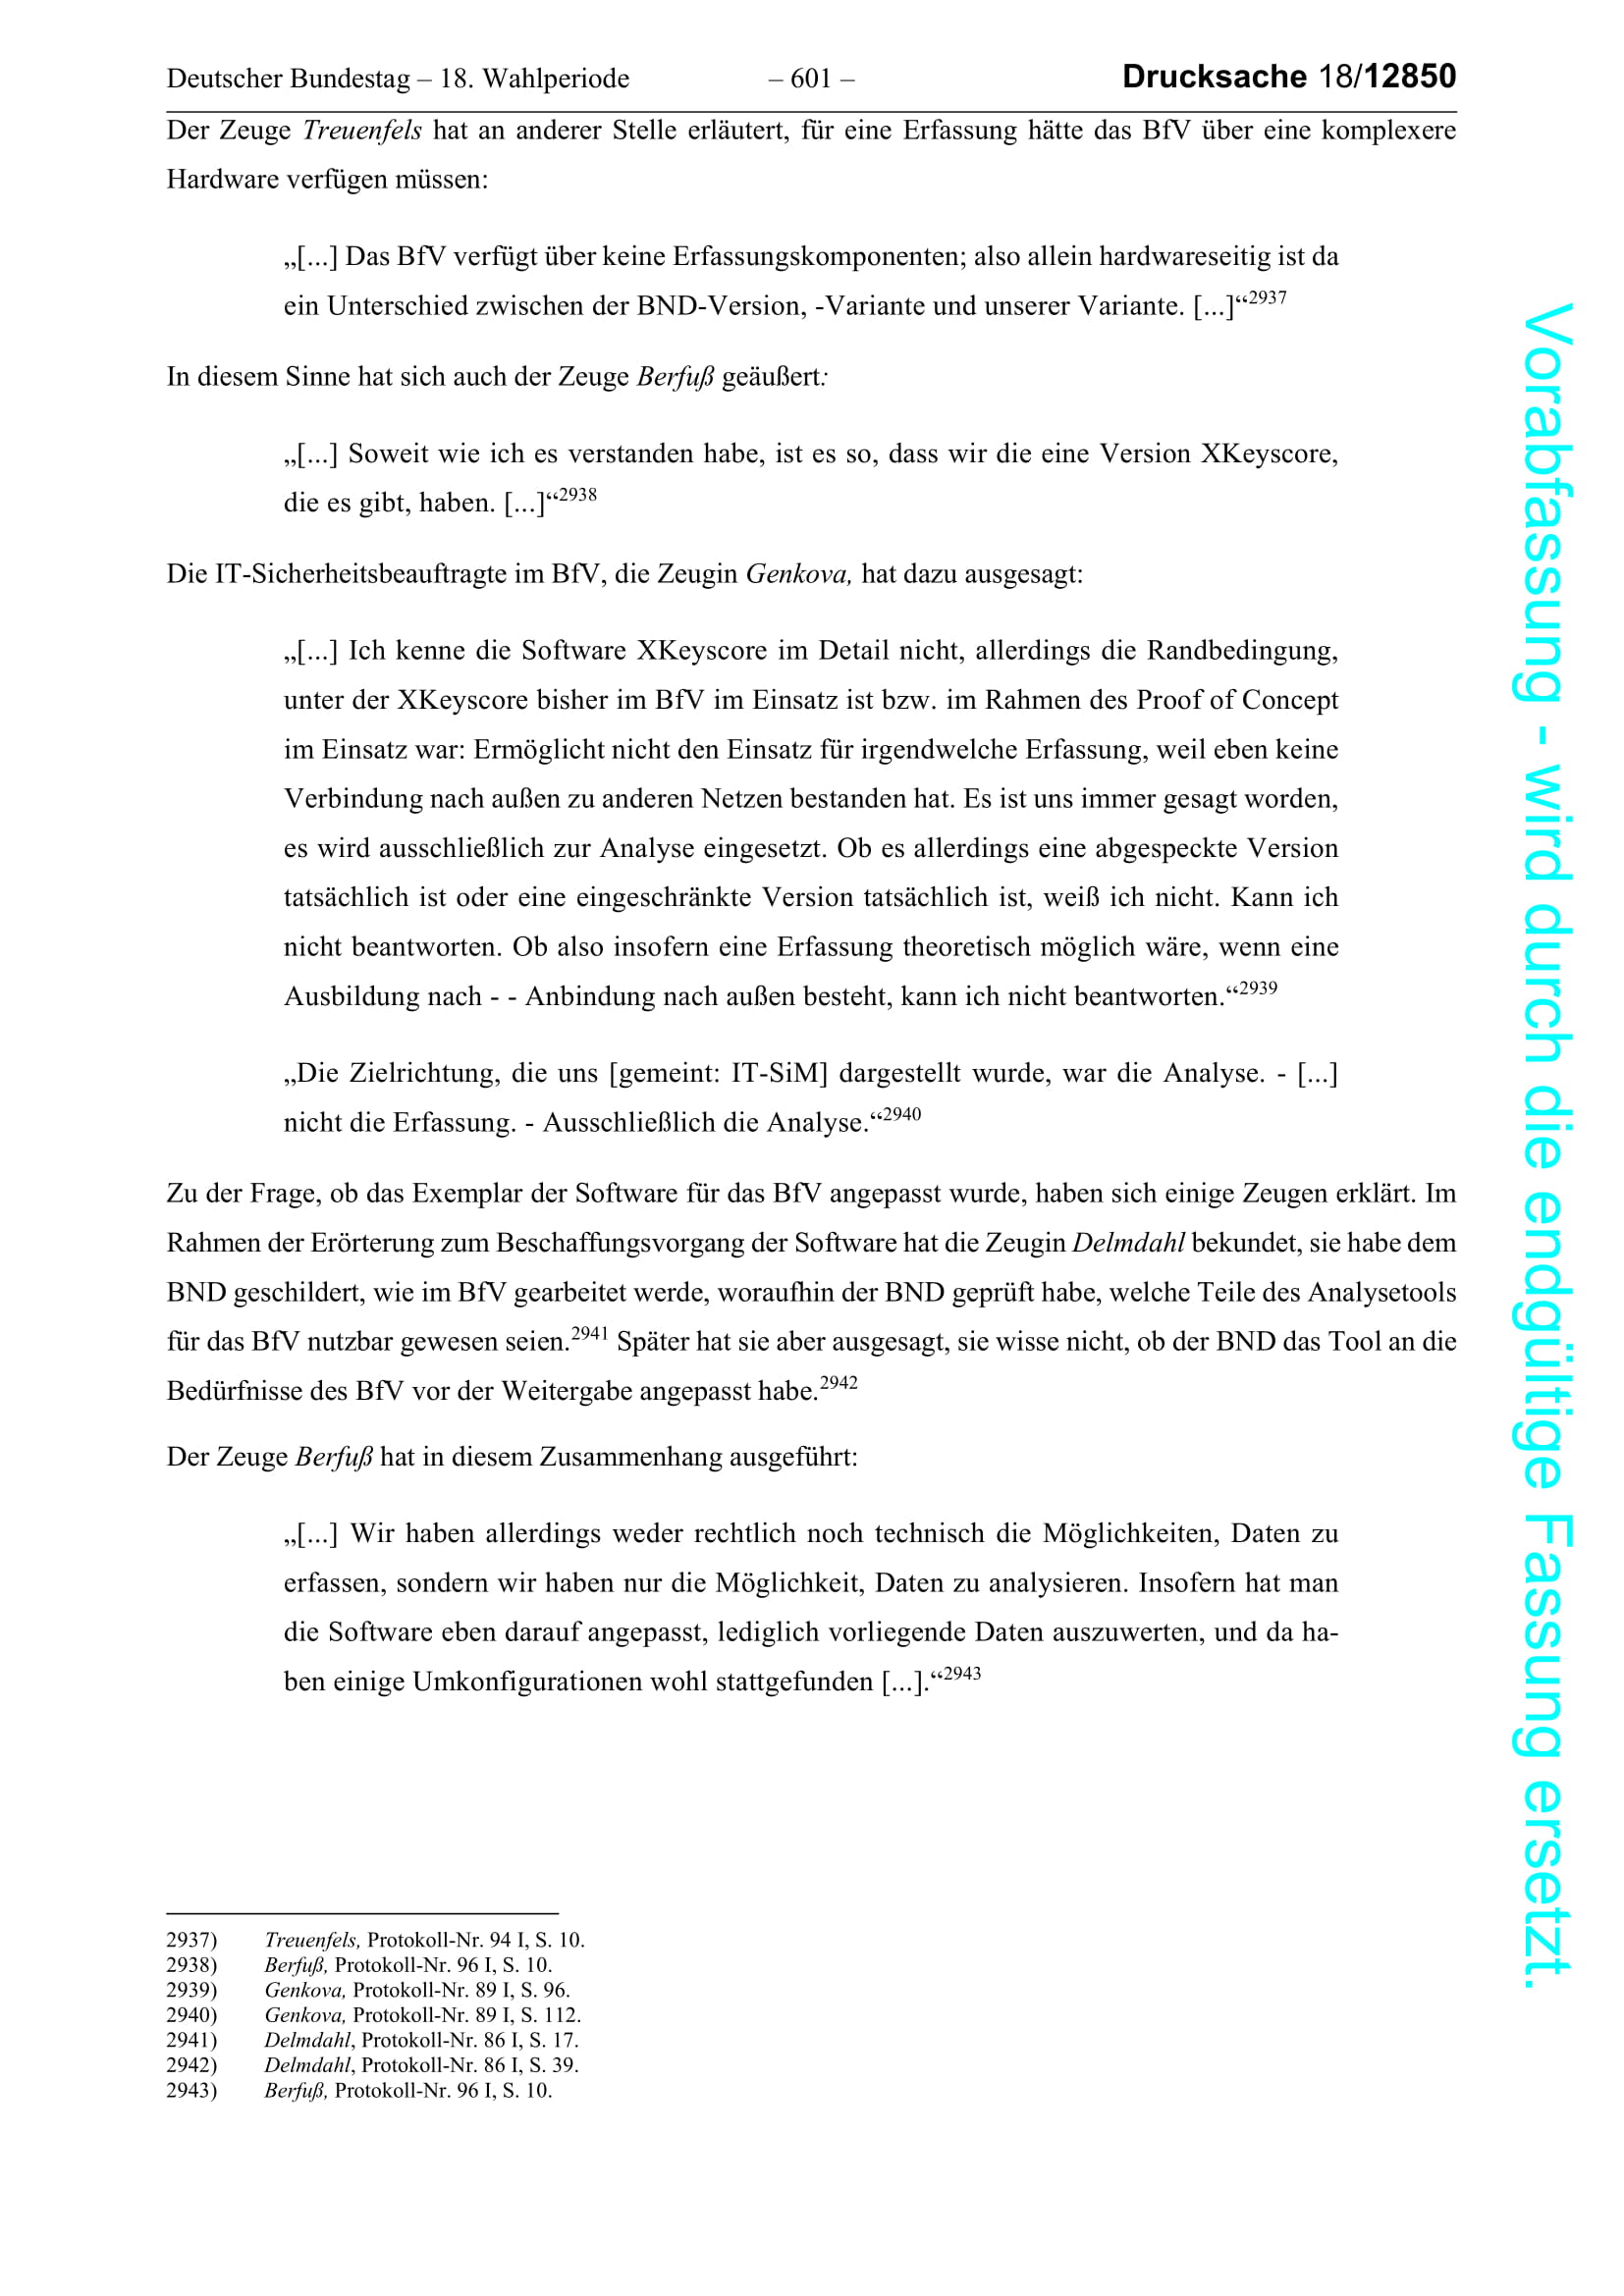 Deutscher Bundestag – 18. Wahlperiode – 601 – Drucksache 18/12850
Der Zeuge Treuenfels hat an anderer Stelle erläutert, für eine Erfassung hätte das BfV über eine komplexere
Hardware verfügen müssen:
„[...] Das BfV verfügt über keine Erfassungskomponenten; also allein hardwareseitig ist da
ein Unterschied zwischen der BND-Version, -Variante und unserer Variante. [...]“2937
In diesem Sinne hat sich auch der Zeuge Berfuß geäußert:
„[...] Soweit wie ich es verstanden habe, ist es so, dass wir die eine Version XKeyscore,
die es gibt, haben. [...]“2938
Die IT-Sicherheitsbeauftragte im BfV, die Zeugin Genkova, hat dazu ausgesagt:
„[...] Ich kenne die Software XKeyscore im Detail nicht, allerdings die Randbedingung,
unter der XKeyscore bisher im BfV im Einsatz ist bzw. im Rahmen des Proof of Concept
im Einsatz war: Ermöglicht nicht den Einsatz für irgendwelche Erfassung, weil eben keine
Verbindung nach außen zu anderen Netzen bestanden hat. Es ist uns immer gesagt worden,
es wird ausschließlich zur Analyse eingesetzt. Ob es allerdings eine abgespeckte Version
tatsächlich ist oder eine eingeschränkte Version tatsächlich ist, weiß ich nicht. Kann ich
nicht beantworten. Ob also insofern eine Erfassung theoretisch möglich wäre, wenn eine
Ausbildung nach - - Anbindung nach außen besteht, kann ich nicht beantworten.“2939
„Die Zielrichtung, die uns [gemeint: IT-SiM] dargestellt wurde, war die Analyse. - [...]
nicht die Erfassung. - Ausschließlich die Analyse.“2940
Zu der Frage, ob das Exemplar der Software für das BfV angepasst wurde, haben sich einige Zeugen erklärt. Im
Rahmen der Erörterung zum Beschaffungsvorgang der Software hat die Zeugin Delmdahl bekundet, sie habe dem
BND geschildert, wie im BfV gearbeitet werde, woraufhin der BND geprüft habe, welche Teile des Analysetools
für das BfV nutzbar gewesen seien.2941 Später hat sie aber ausgesagt, sie wisse nicht, ob der BND das Tool an die
Bedürfnisse des BfV vor der Weitergabe angepasst habe.2942
Der Zeuge Berfuß hat in diesem Zusammenhang ausgeführt:
„[...] Wir haben allerdings weder rechtlich noch technisch die Möglichkeiten, Daten zu
erfassen, sondern wir haben nur die Möglichkeit, Daten zu analysieren. Insofern hat man
die Software eben darauf angepasst, lediglich vorliegende Daten auszuwerten, und da ha-
ben einige Umkonfigurationen wohl stattgefunden [...].“2943
2937) Treuenfels, Protokoll-Nr. 94 I, S. 10.
2938) Berfuß, Protokoll-Nr. 96 I, S. 10.
2939) Genkova, Protokoll-Nr. 89 I, S. 96.
2940) Genkova, Protokoll-Nr. 89 I, S. 112.
2941) Delmdahl, Protokoll-Nr. 86 I, S. 17.
2942) Delmdahl, Protokoll-Nr. 86 I, S. 39.
2943) Berfuß, Protokoll-Nr. 96 I, S. 10.
Vorabfassung - wird durch die endgültige Fassung ersetzt.